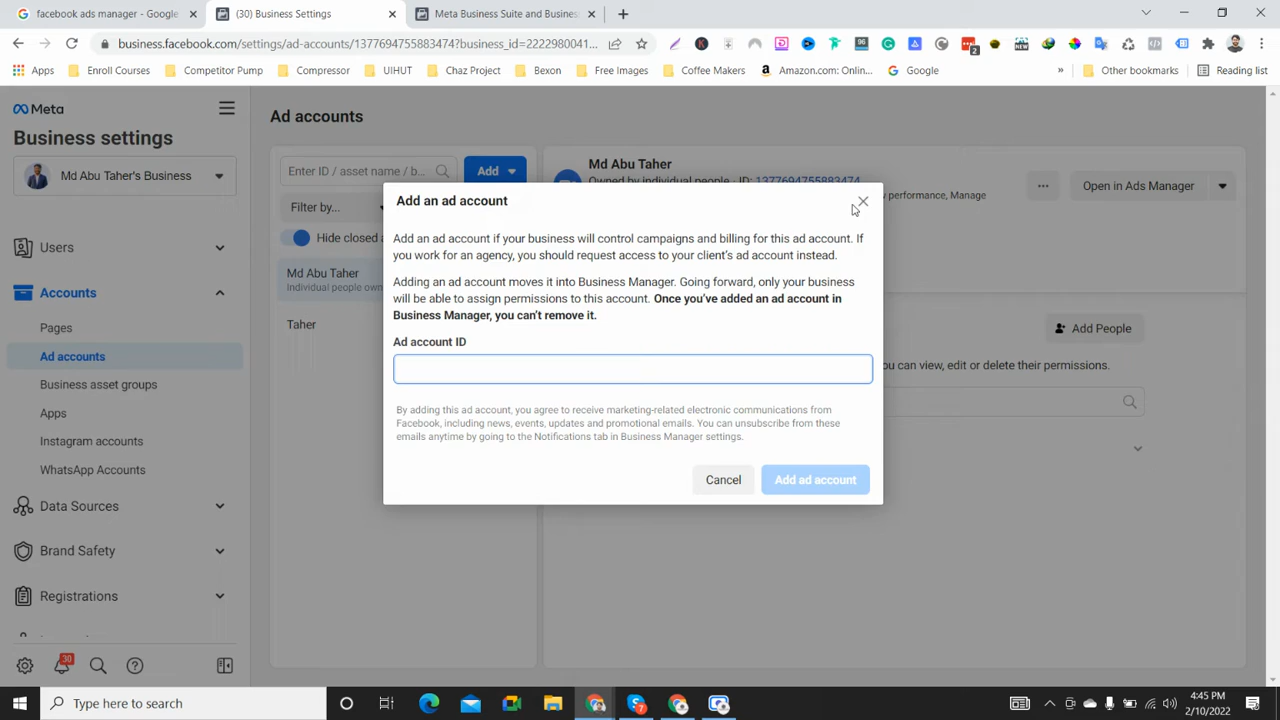 facebook ads manager - Google
(30) Business Settings
Meta Business Suite and Busines
business.facebook.com/settings/ad-accounts/1377694755883474?business_id=2222980041...
Apps
Enroll Courses
Competitor Pump
Compressor
UIHUT
Chaz Project
Bexon
Free Images
Coffee Makers
Amazon.com: Onlin...
Google
»
Other bookmarks
Reading list
Meta
Business settings
Md Abu Taher's Business
Users
Accounts
Pages
Ad accounts
Business asset groups
Apps
Instagram accounts
WhatsApp Accounts
Data Sources
Brand Safety
Registrations
30
Ad accounts
Enter ID / asset name / b...
Add
Filter by...
Hide closed a
Md Abu Taher
Individual people own
Taher
Md Abu Taher
Owned by individual people · ID: 1377694755883474
w performance, Manage
Open in Ads Manager
Add People
ou can view, edit or delete their permissions.
Add an ad account
Add an ad account if your business will control campaigns and billing for this ad account. If
you work for an agency, you should request access to your client's ad account instead.
Adding an ad account moves it into Business Manager. Going forward, only your business
will be able to assign permissions to this account. Once you've added an ad account in
Business Manager, you can't remove it.
Ad account ID
By adding this ad account, you agree to receive marketing-related electronic communications from
Facebook, including news, events, updates and promotional emails. You can unsubscribe from these
emails anytime by going to the Notifications tab in Business Manager settings.
Cancel
Add ad account
Type here to search
4:45 PM
2/10/2022